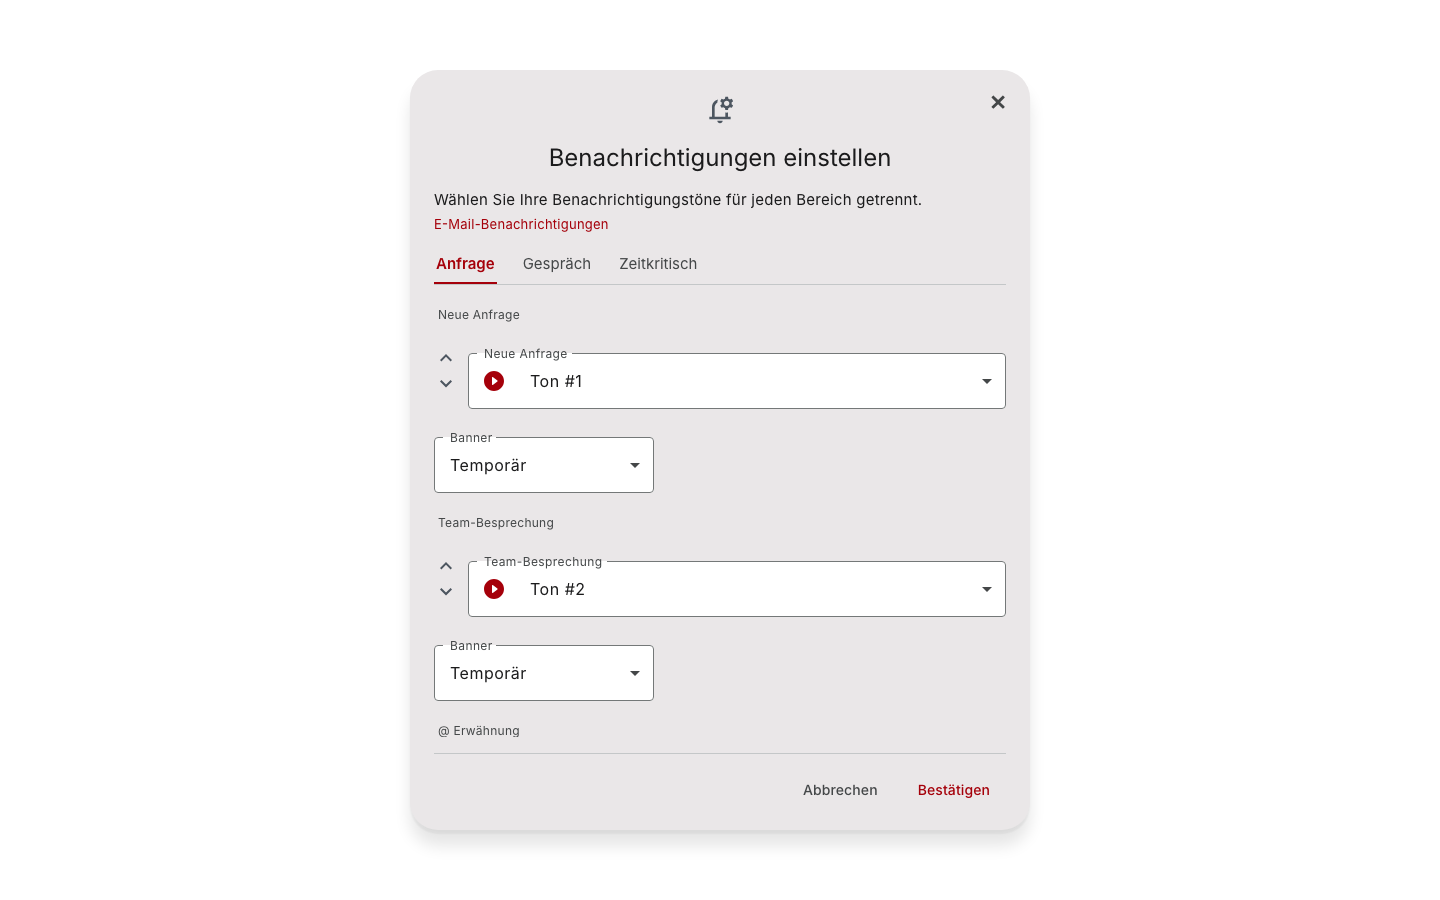 Benachrichtigungen einstellen
Wählen Sie Ihre Benachrichtigungstöne für jeden Bereich getrennt.
E-Mail-Benachrichtigungen
Anfrage Gespräch Zeitkritisch
Neue Anfrage
Neue Anfrage
Ton #1
Banner
Temporär
Team-Besprechung
Team-Besprechung
Ton #2
Banner
Temporär
@ Erwähnung
Abbrechen Bestätigen